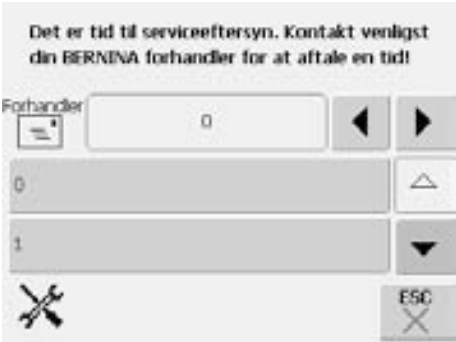 Det er tid til serviceeftersyn. Kontakt venligst
din BERNINA forhandler for at aftale en tid!
Forhandler
0
0
1
ESC